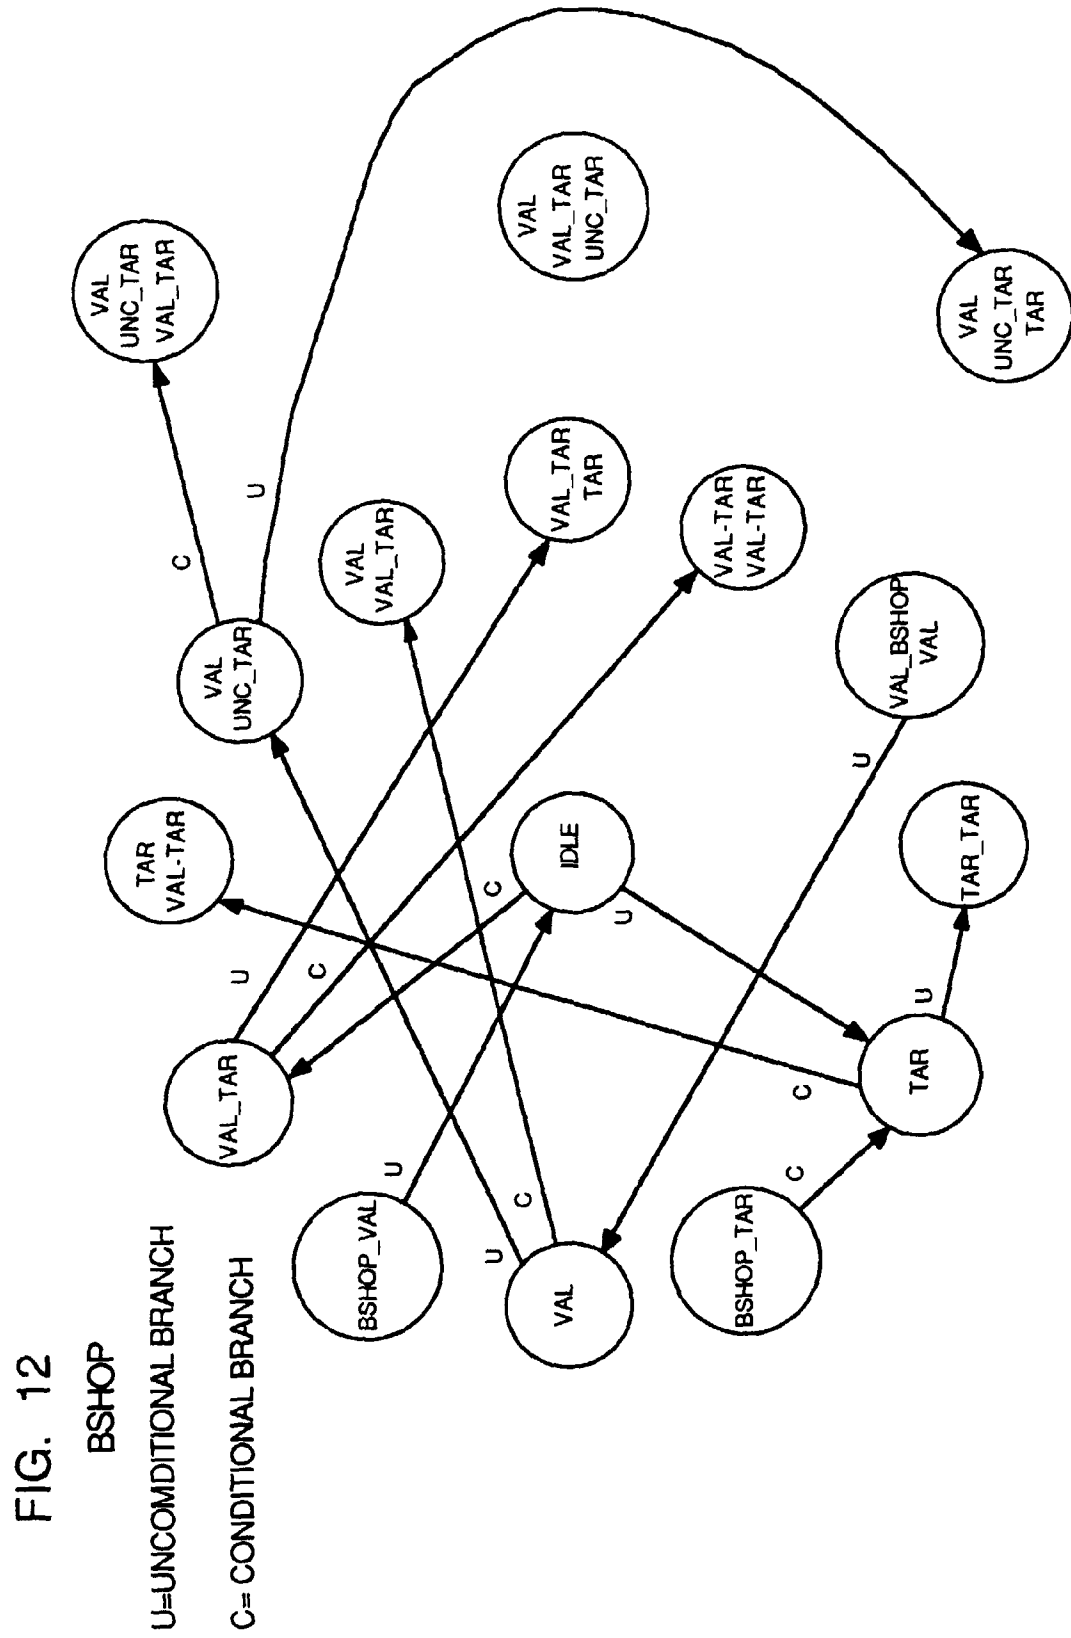 FIG. 12
BSHOP
U=UNCOMDITIONAL BRANCH
C= CONDITIONAL BRANCH
BSHOP_VAL
U
VAL
U
C
BSHOP_TAR
C
VAL_TAR
U
C
TAR
C
U
TAR
VAL-TAR
IDLE
C
U
TAR_TAR
VAL
UNC_TAR
C
U
VAL
VAL_TAR
VAL_TAR
TAR
VAL-TAR
VAL-TAR
VAL_BSHOP
VAL
U
VAL
UNC_TAR
VAL_TAR
VAL
VAL_TAR
UNC_TAR
VAL
UNC_TAR
TAR